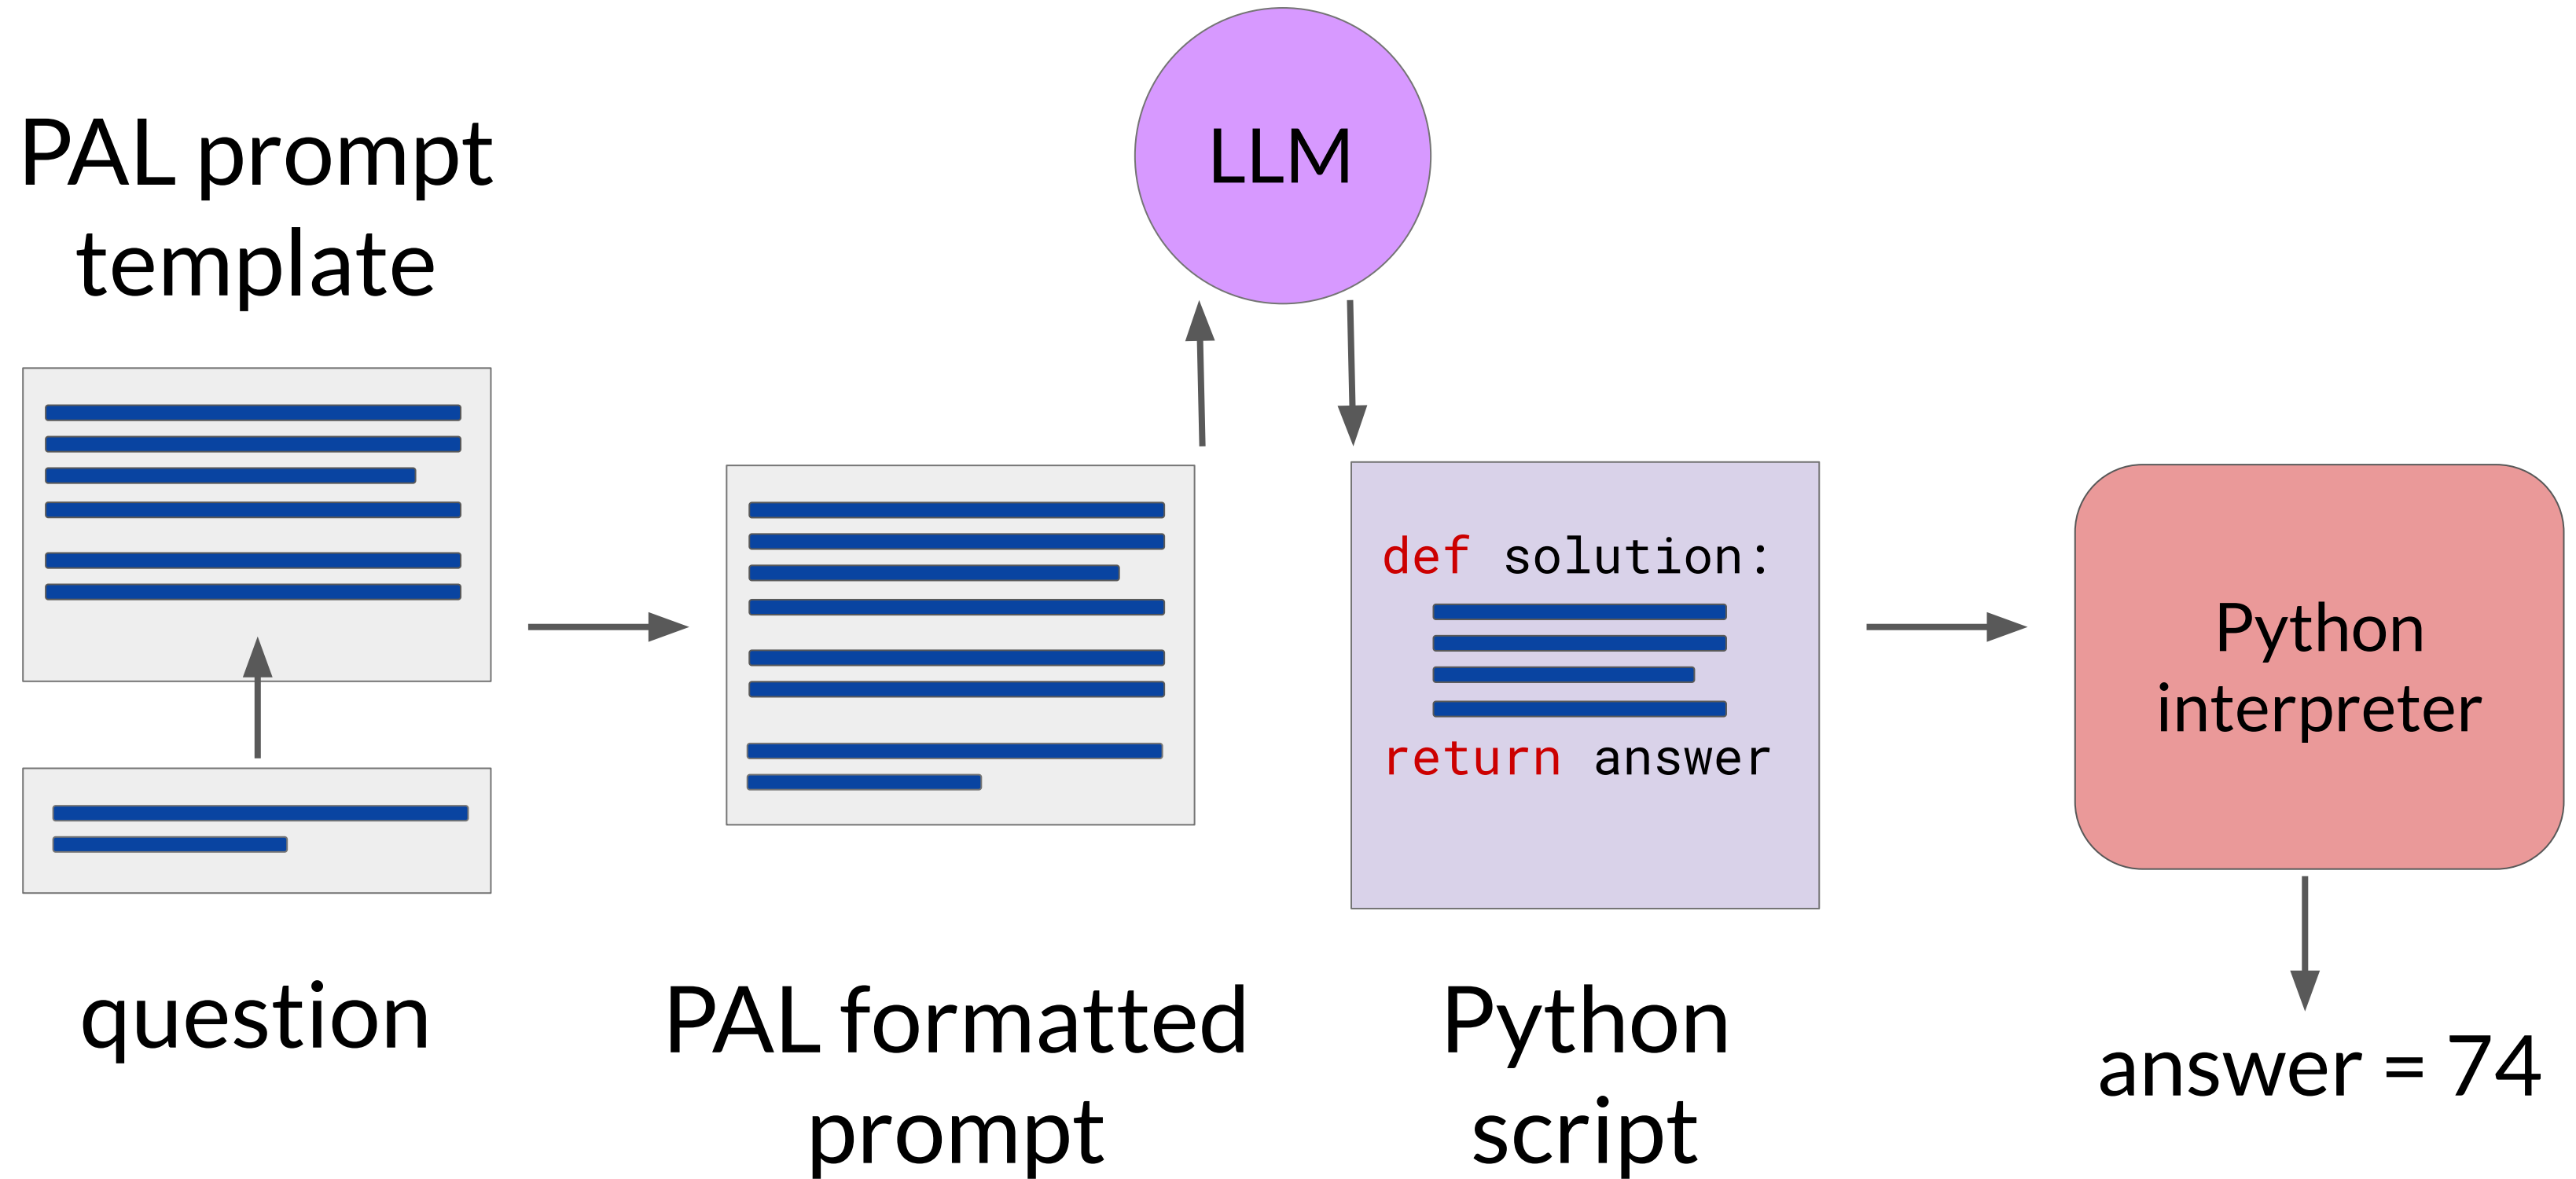 PAL prompt
template
question
PAL formatted
prompt
LLM
def solution:
return answer
Python
script
Python
interpreter
answer = 74